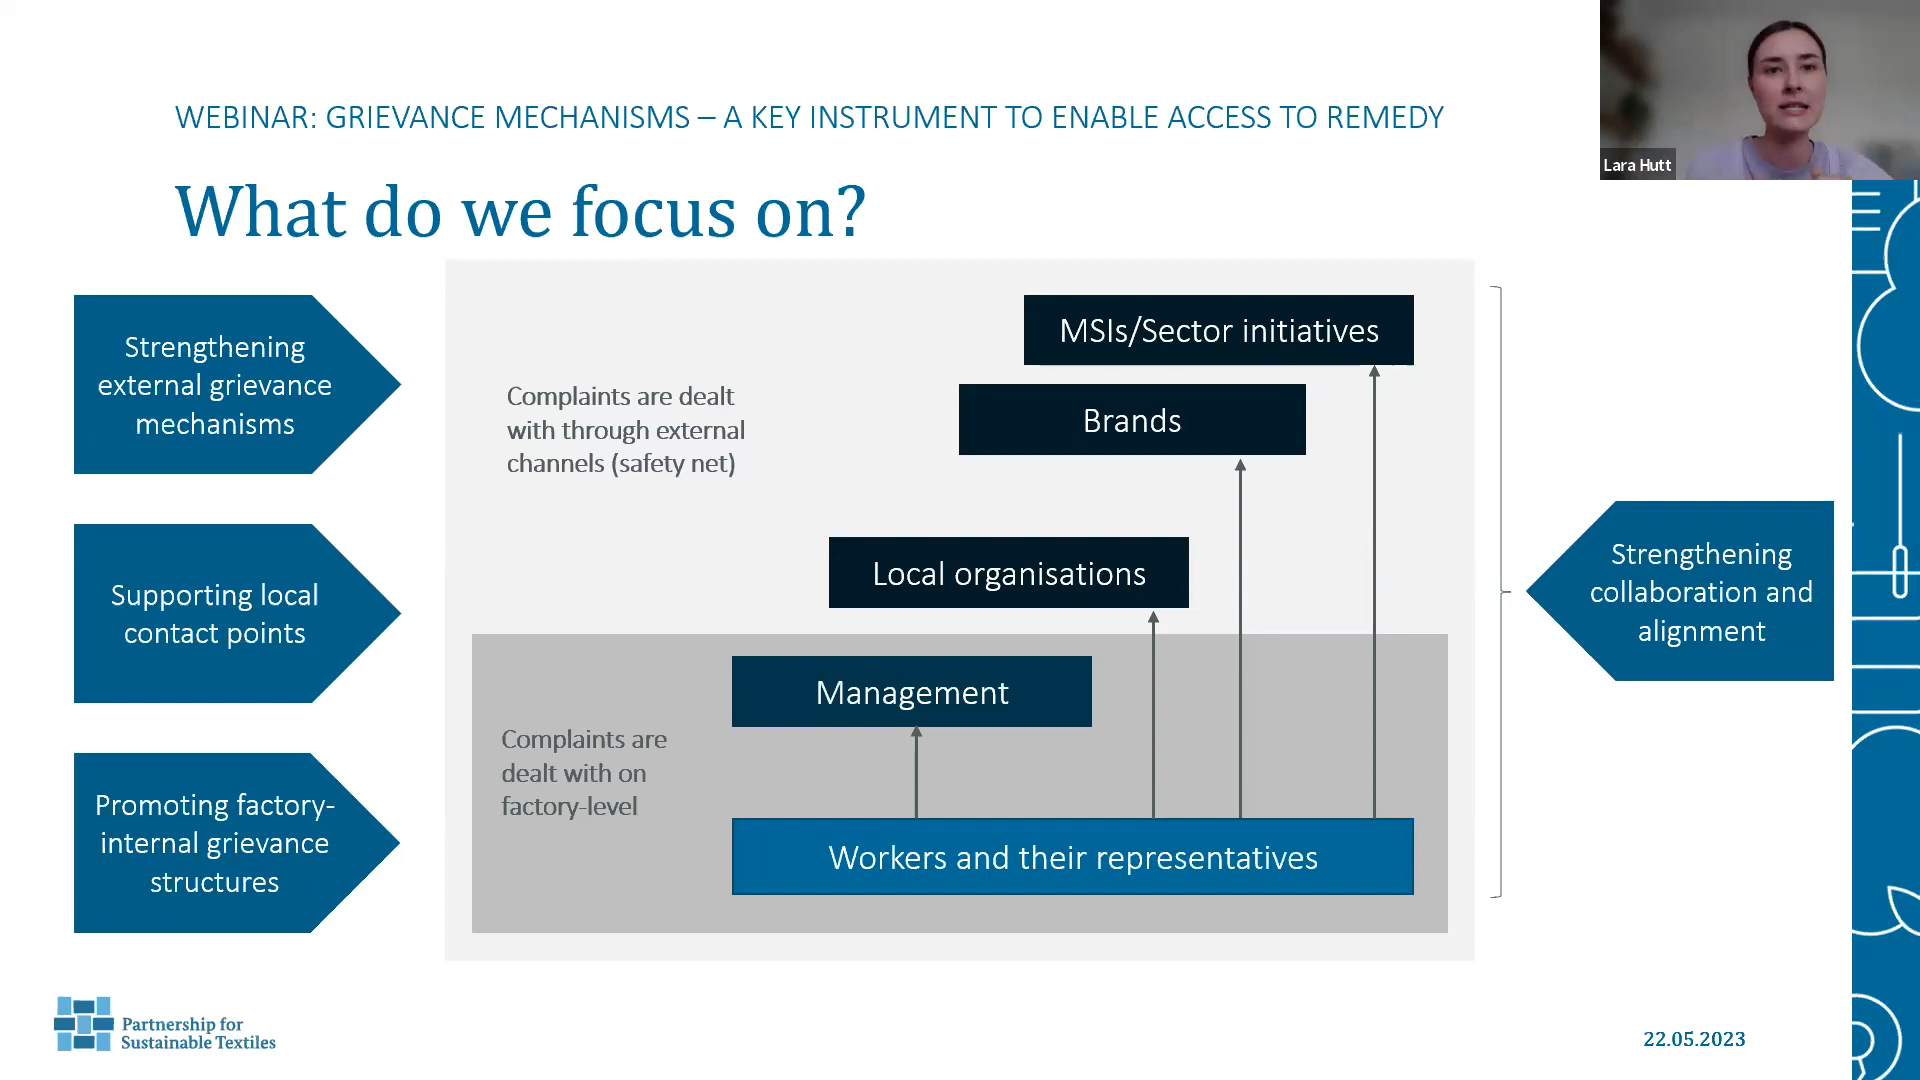 WEBINAR: GRIEVANCE MECHANISMS – A KEY INSTRUMENT TO ENABLE ACCESS TO REMEDY
Lara Hutt
What do we focus on?
Strengthening
external grievance
mechanisms
Supporting local
contact points
Promoting factory-
internal grievance
structures
Complaints are dealt
with through external
channels (safety net)
MSIs/Sector initiatives
Brands
Local organisations
Management
Complaints are
dealt with on
factory-level
Workers and their representatives
Strengthening
collaboration and
alignment
Partnership for
Sustainable Textiles
22.05.2023